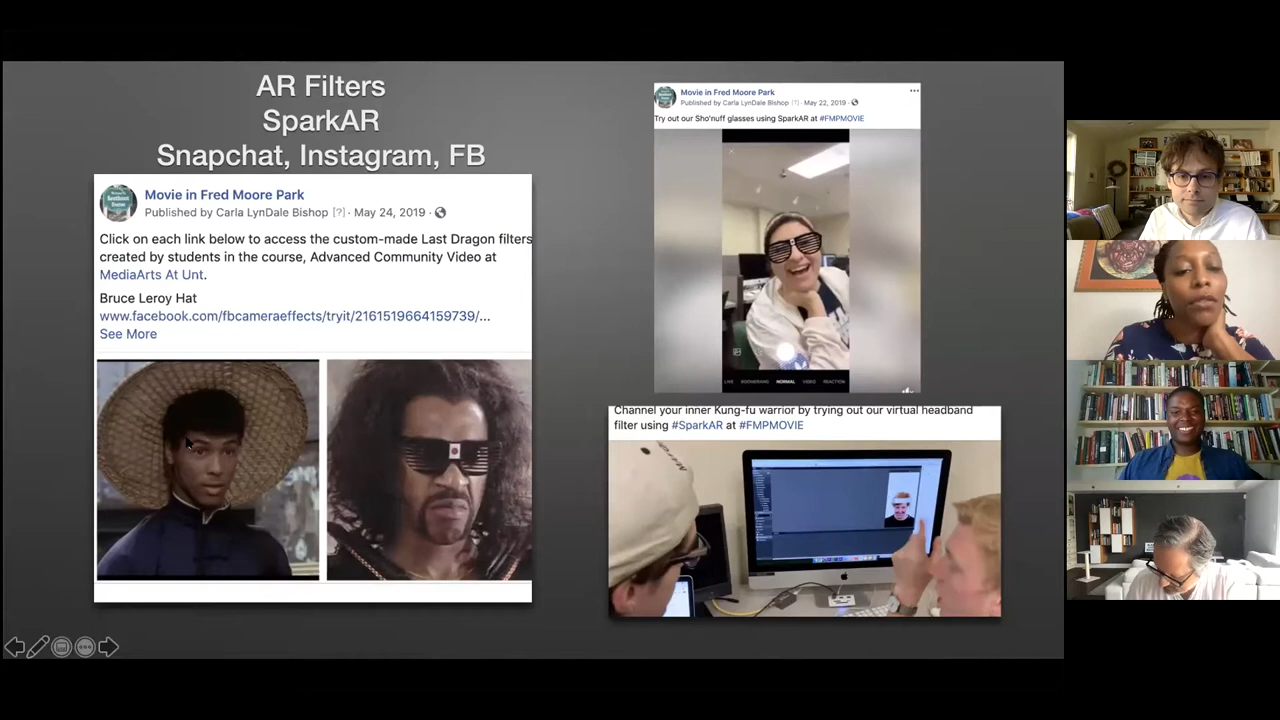 AR Filters
SparkAR
Snapchat, Instagram, FB
Movie in Fred Moore Park
Published by Carla LynDale Bishop [?] · May 24, 2019 ·
Click on each link below to access the custom-made Last Dragon filters
created by students in the course, Advanced Community Video at
MediaArts At Unt.
Bruce Leroy Hat
www.facebook.com/fbcameraeffects/tryit/2161519664159739/...
See More
Movie in Fred Moore Park
Published by Carla LynDale Bishop [?] · May 22, 2019 ·
Try out our Sho'nuff glasses using SparkAR at #FMPMOVIE
LIVE BOOMERANG NORMAL VIDEO REACTION
Channel your inner Kung-fu warrior by trying out our virtual headband
filter using #SparkAR at #FMPMOVIE